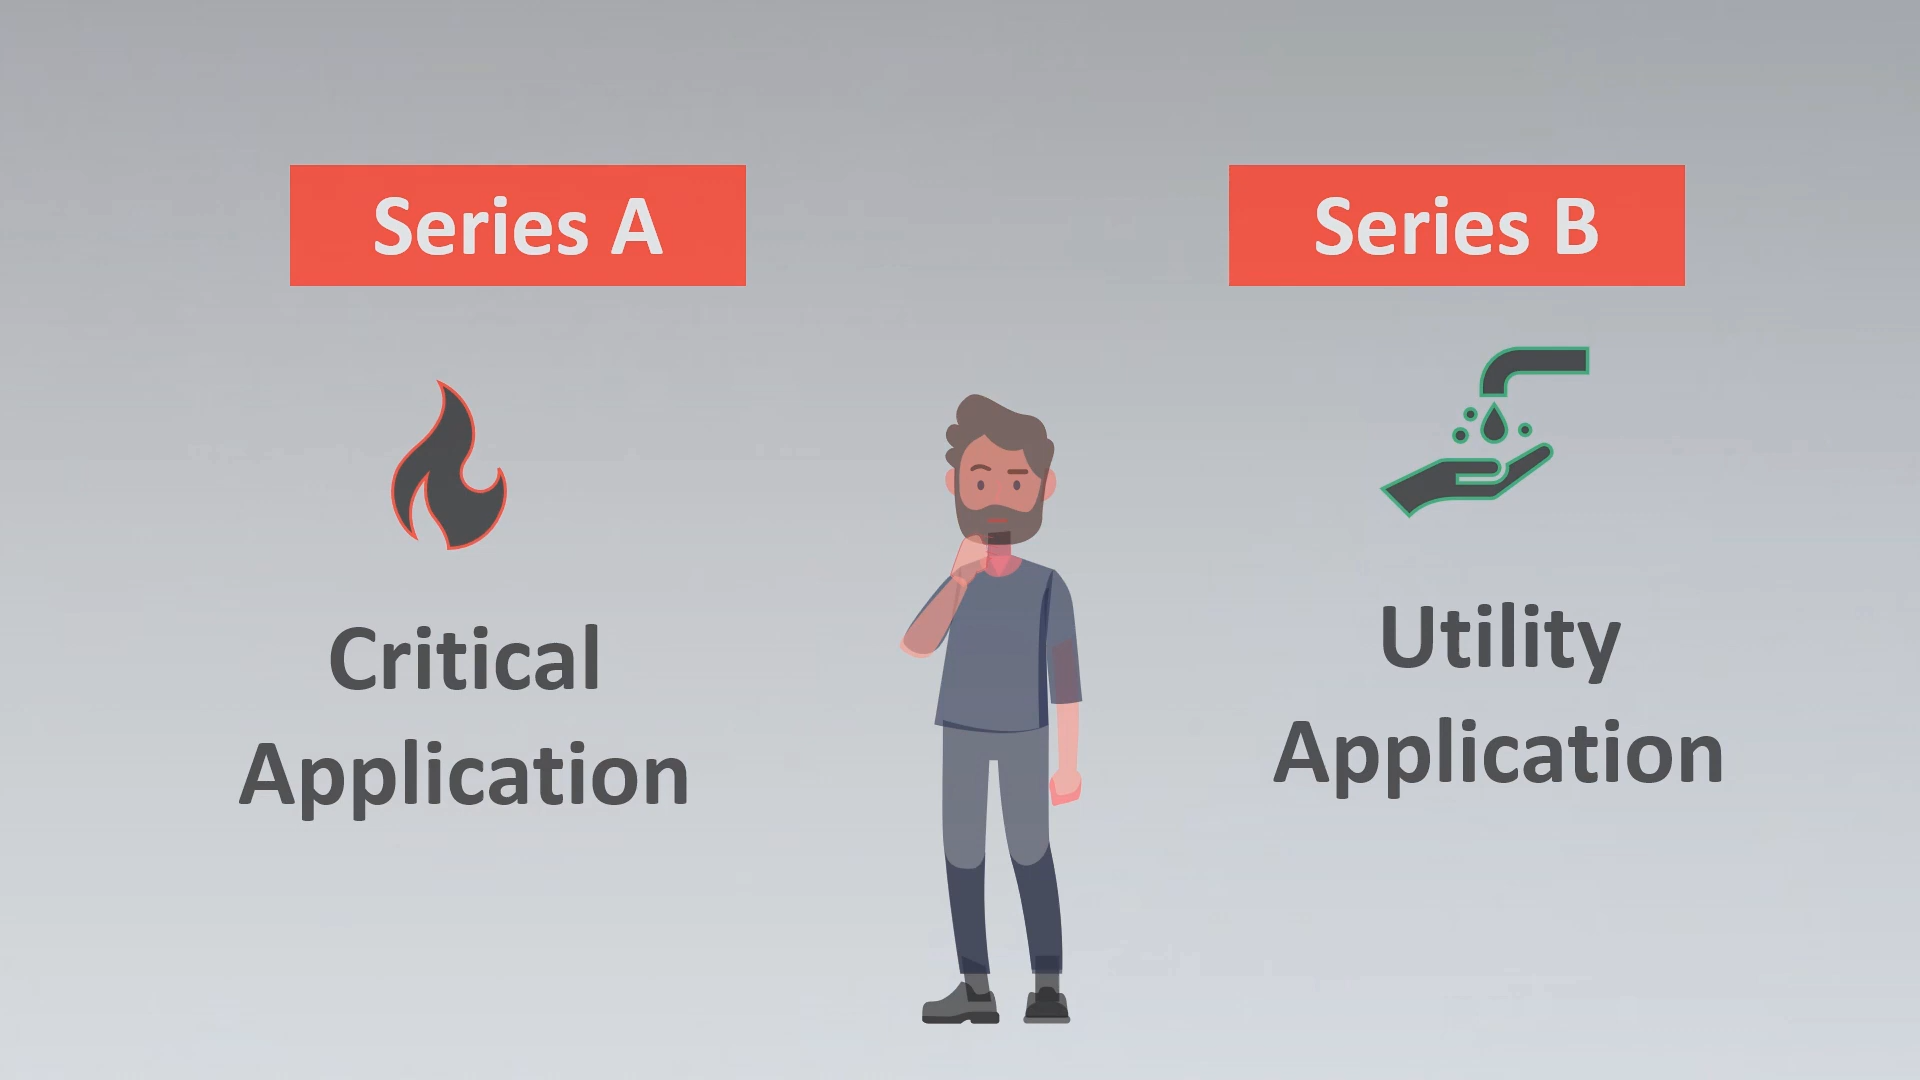 Series A
Critical
Application
Series B
Utility
Application